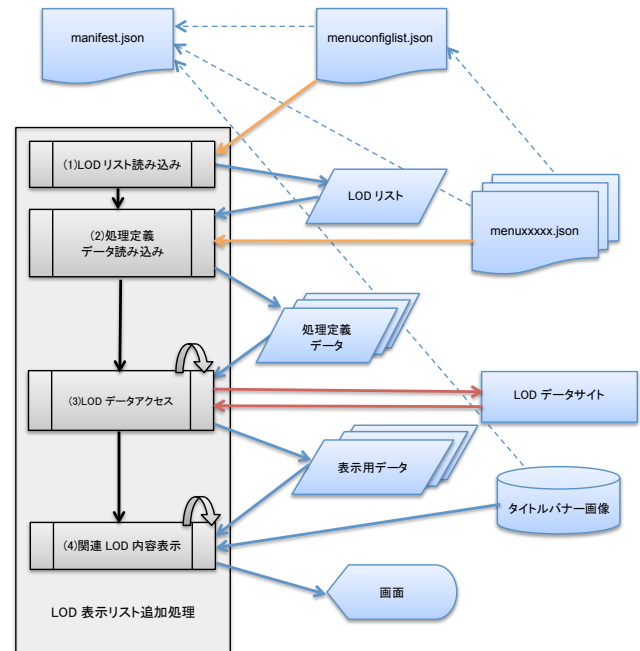 manifest.json
menuconfiglist.json
(1)LOD リスト読み込み
LOD リスト
menuxxxxx.json
(2)処理定義
データ読み込み
処理定義
データ
(3)LOD データアクセス
LOD データサイト
表示用データ
タイトルバナー画像
(4)関連 LOD 内容表示
画面
LOD 表示リスト追加処理